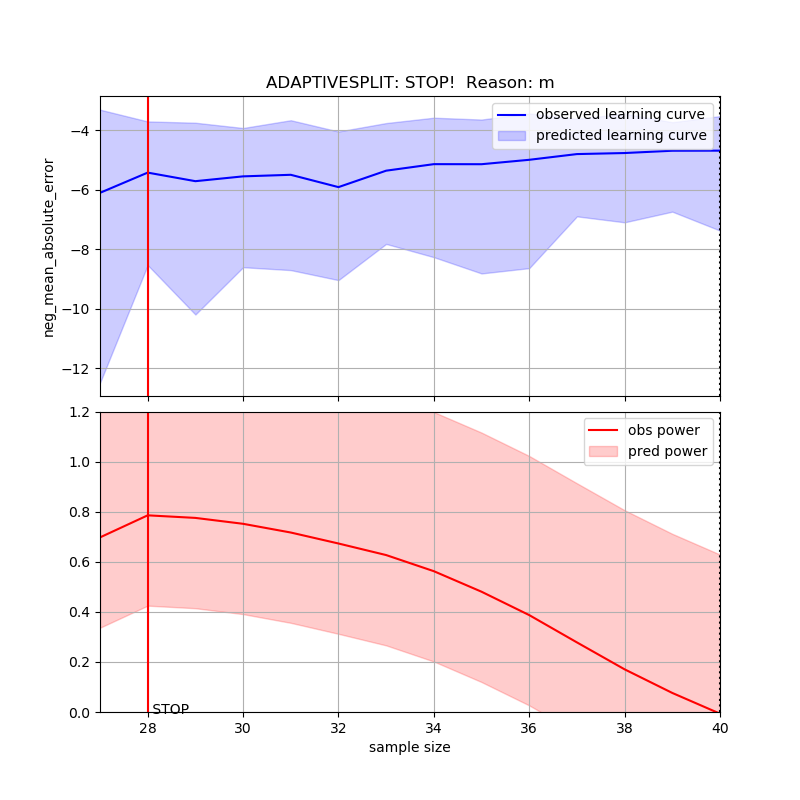 ADAPTIVESPLIT: STOP!  Reason: m
observed learning curve
predicted learning curve
neg_mean_absolute_error
−4
−6
−8
−10
−12
obs power
pred power
1.2
1.0
0.8
0.6
0.4
0.2
0.0
STOP
28 30 32 34 36 38 40
sample size